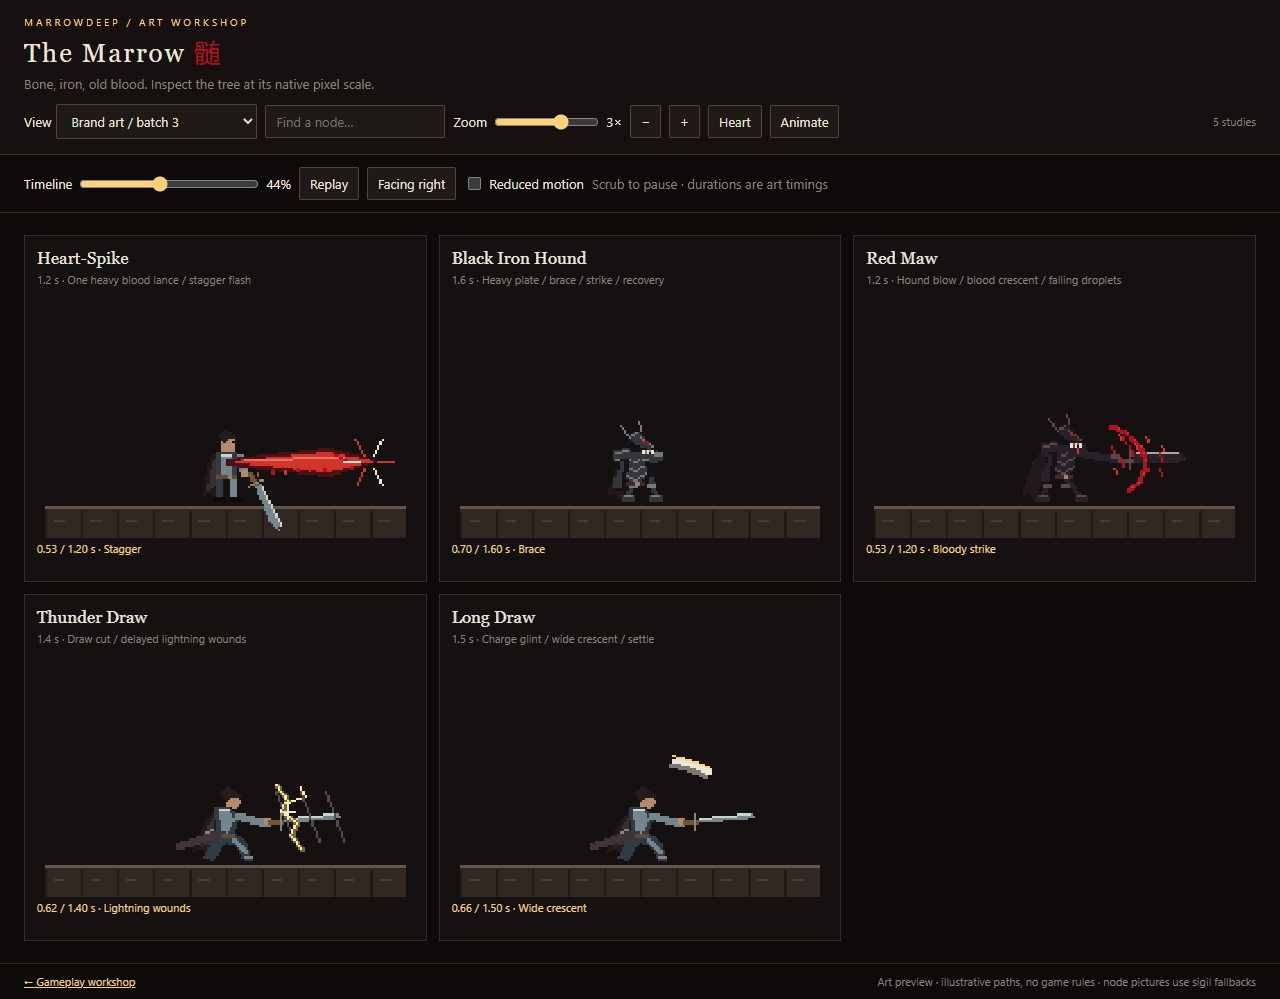 MARROWDEEP / ART WORKSHOP
The Marrow 髄
Bone, iron, old blood. Inspect the tree at its native pixel scale.
View Brand art / batch 3 Find a node... Zoom 3× − + Heart Animate 5 studies
Timeline 44% Replay Facing right Reduced motion Scrub to pause · durations are art timings
Heart-Spike
1.2 s · One heavy blood lance / stagger flash
0.53 / 1.20 s · Stagger
Black Iron Hound
1.6 s · Heavy plate / brace / strike / recovery
0.70 / 1.60 s · Brace
Red Maw
1.2 s · Hound blow / blood crescent / falling droplets
0.53 / 1.20 s · Bloody strike
Thunder Draw
1.4 s · Draw cut / delayed lightning wounds
0.62 / 1.40 s · Lightning wounds
Long Draw
1.5 s · Charge glint / wide crescent / settle
0.66 / 1.50 s · Wide crescent
← Gameplay workshop
Art preview · illustrative paths, no game rules · node pictures use sigil fallbacks